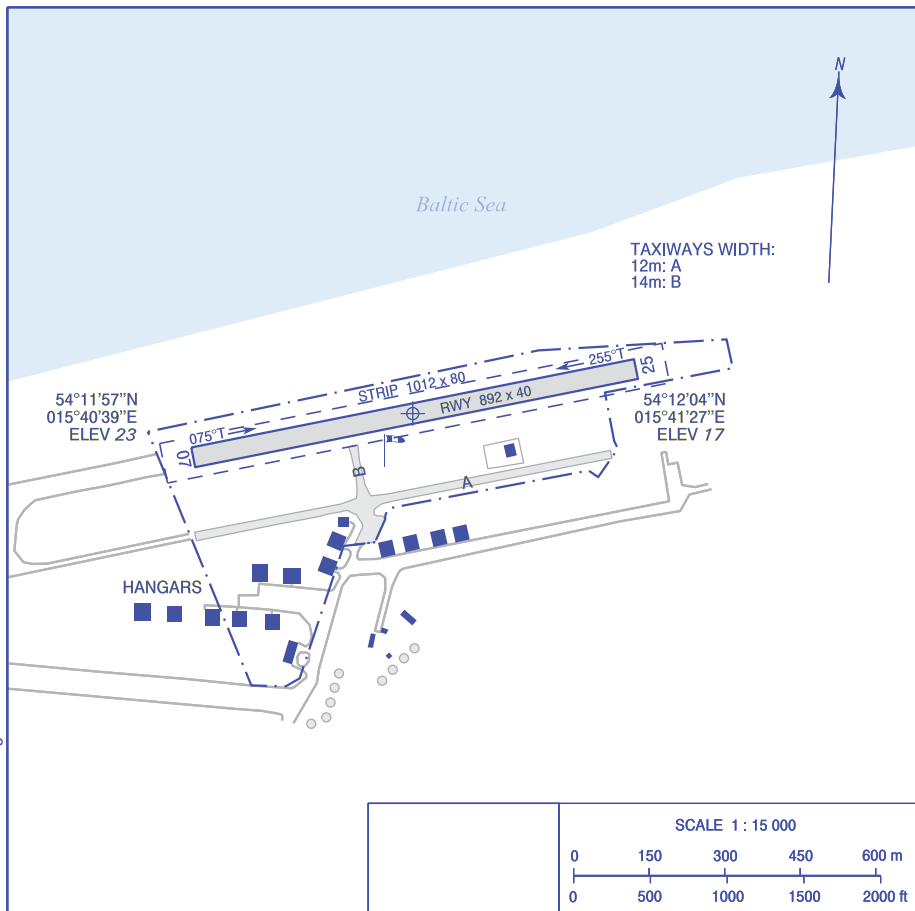 N
Baltic Sea
TAXIWAYS WIDTH:
12m: A
14m: B
54°11’57”N
015°40’39”E
ELEV 23
075°T
07
STRIP 1012 x 80
RWY 892 x 40
255°T
25
54°12’04”N
015°41’27”E
ELEV 17
B
A
HANGARS
SCALE 1 : 15 000
0 150 300 450 600 m
0 500 1000 1500 2000 ft